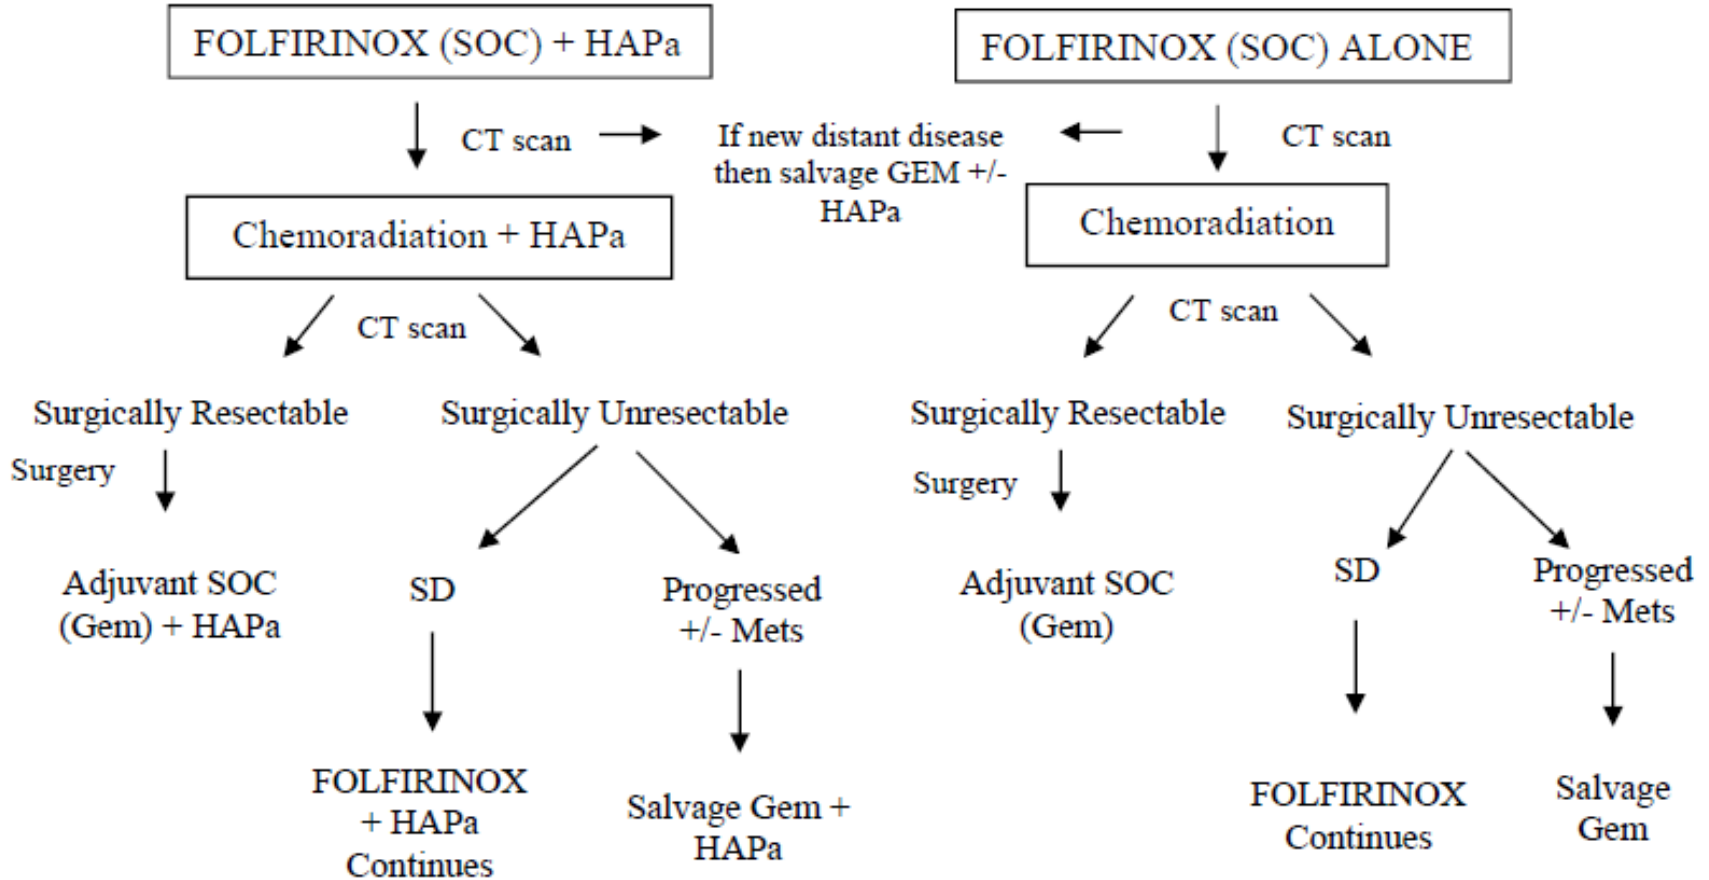 FOLFIRINOX (SOC) + HAPa
FOLFIRINOX (SOC) ALONE
CT scan
If new distant disease
then salvage GEM +/-
HAPa
CT scan
Chemoradiation + HAPa
Chemoradiation
CT scan
CT scan
Surgically Resectable
Surgically Unresectable
Surgically Resectable
Surgically Unresectable
Surgery
Surgery
Adjuvant SOC
(Gem) + HAPa
SD
Progressed
+/- Mets
Adjuvant SOC
(Gem)
SD
Progressed
+/- Mets
FOLFIRINOX
+ HAPa
Continues
Salvage Gem +
HAPa
FOLFIRINOX
Continues
Salvage
Gem